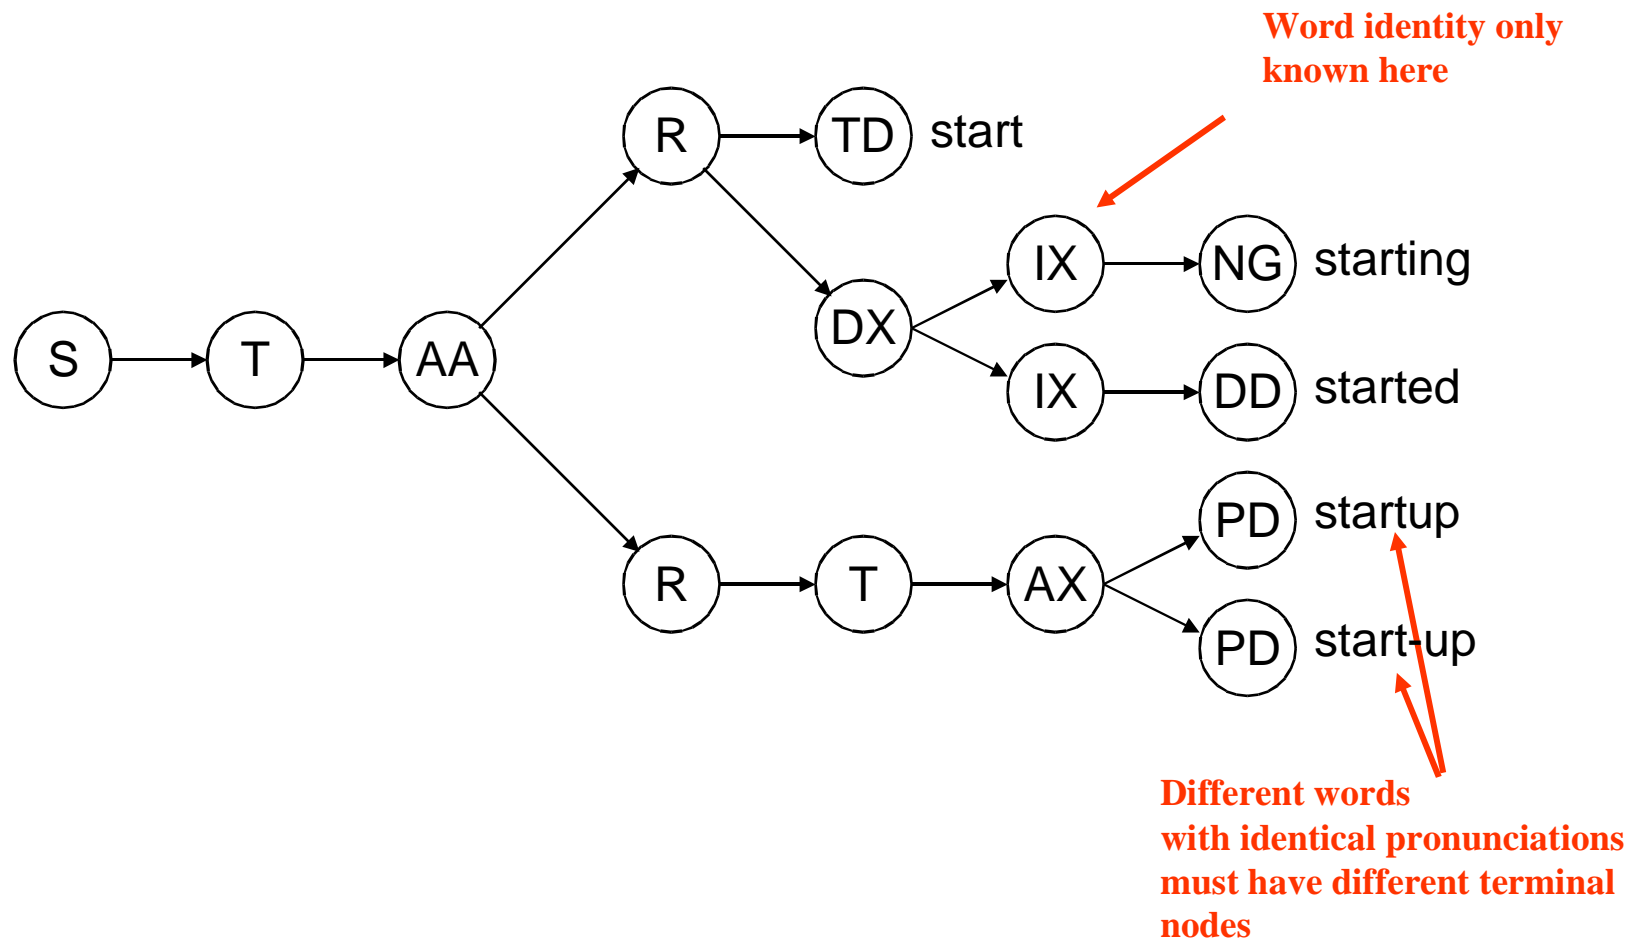 Word identity only
known here
R TD start
IX NG starting
S T AA DX
IX DD started
PD startup
R T AX
PD start-up
Different words
with identical pronunciations
must have different terminal
nodes